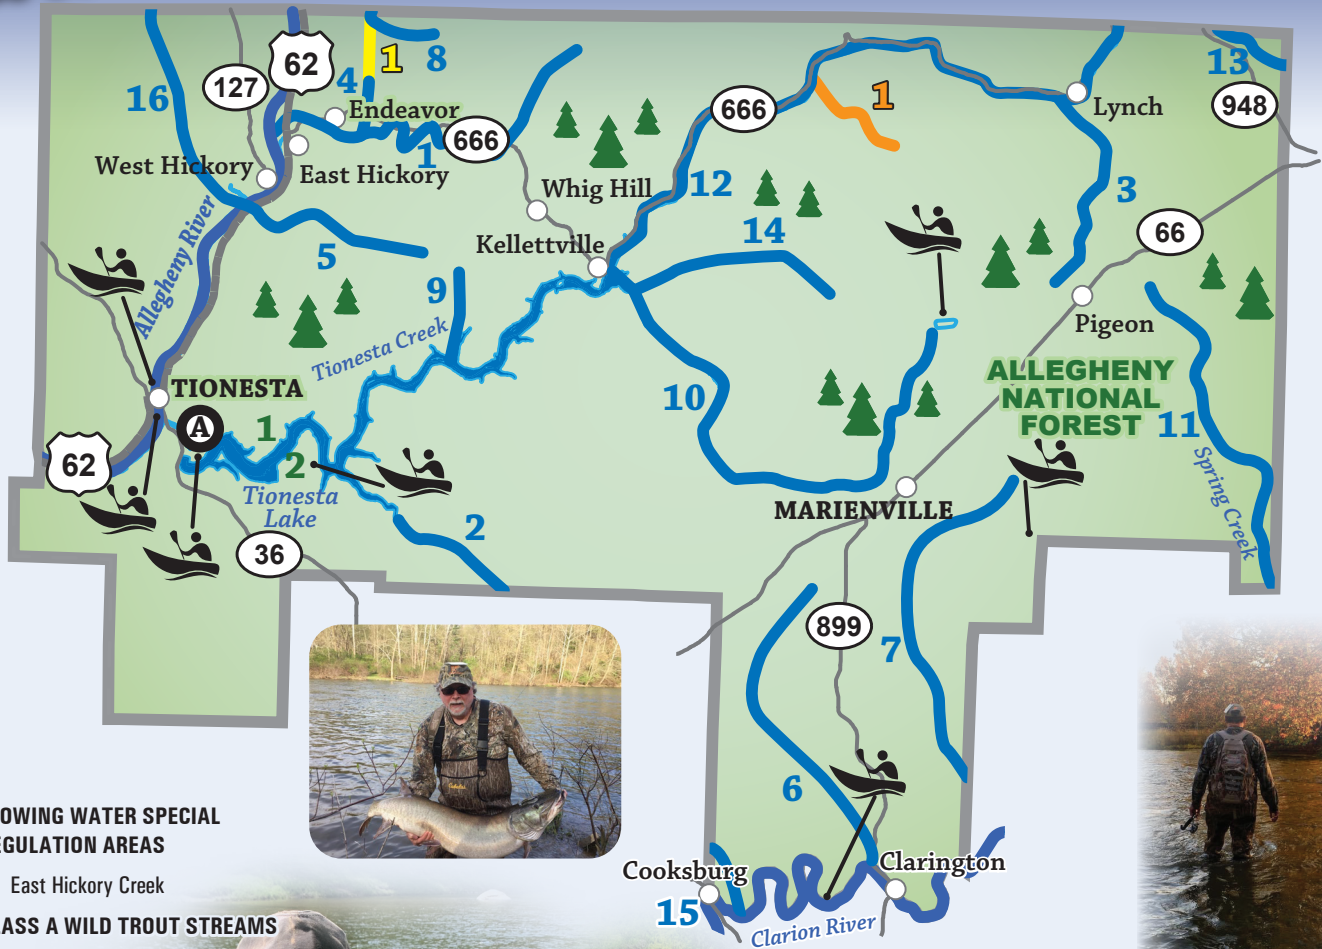 62
127
16
4
1
8
Endeavor
666
1
West Hickory
East Hickory
Whig Hill
Kellettville
Allegheny River
5
9
Tionesta Creek
666
1
12
14
Lynch
13
948
3
66
Pigeon
TIONESTA
A
1
2
62
Tionesta
Lake
36
2
10
ALLEGHENY
NATIONAL
FOREST
11
Spring Creek
MARIENVILLE
899
7
6
Cooksburg
15
Clarington
Clarion River
OWING WATER SPECIAL
EGULATION AREAS
East Hickory Creek
ASS A WILD TROUT STREAMS